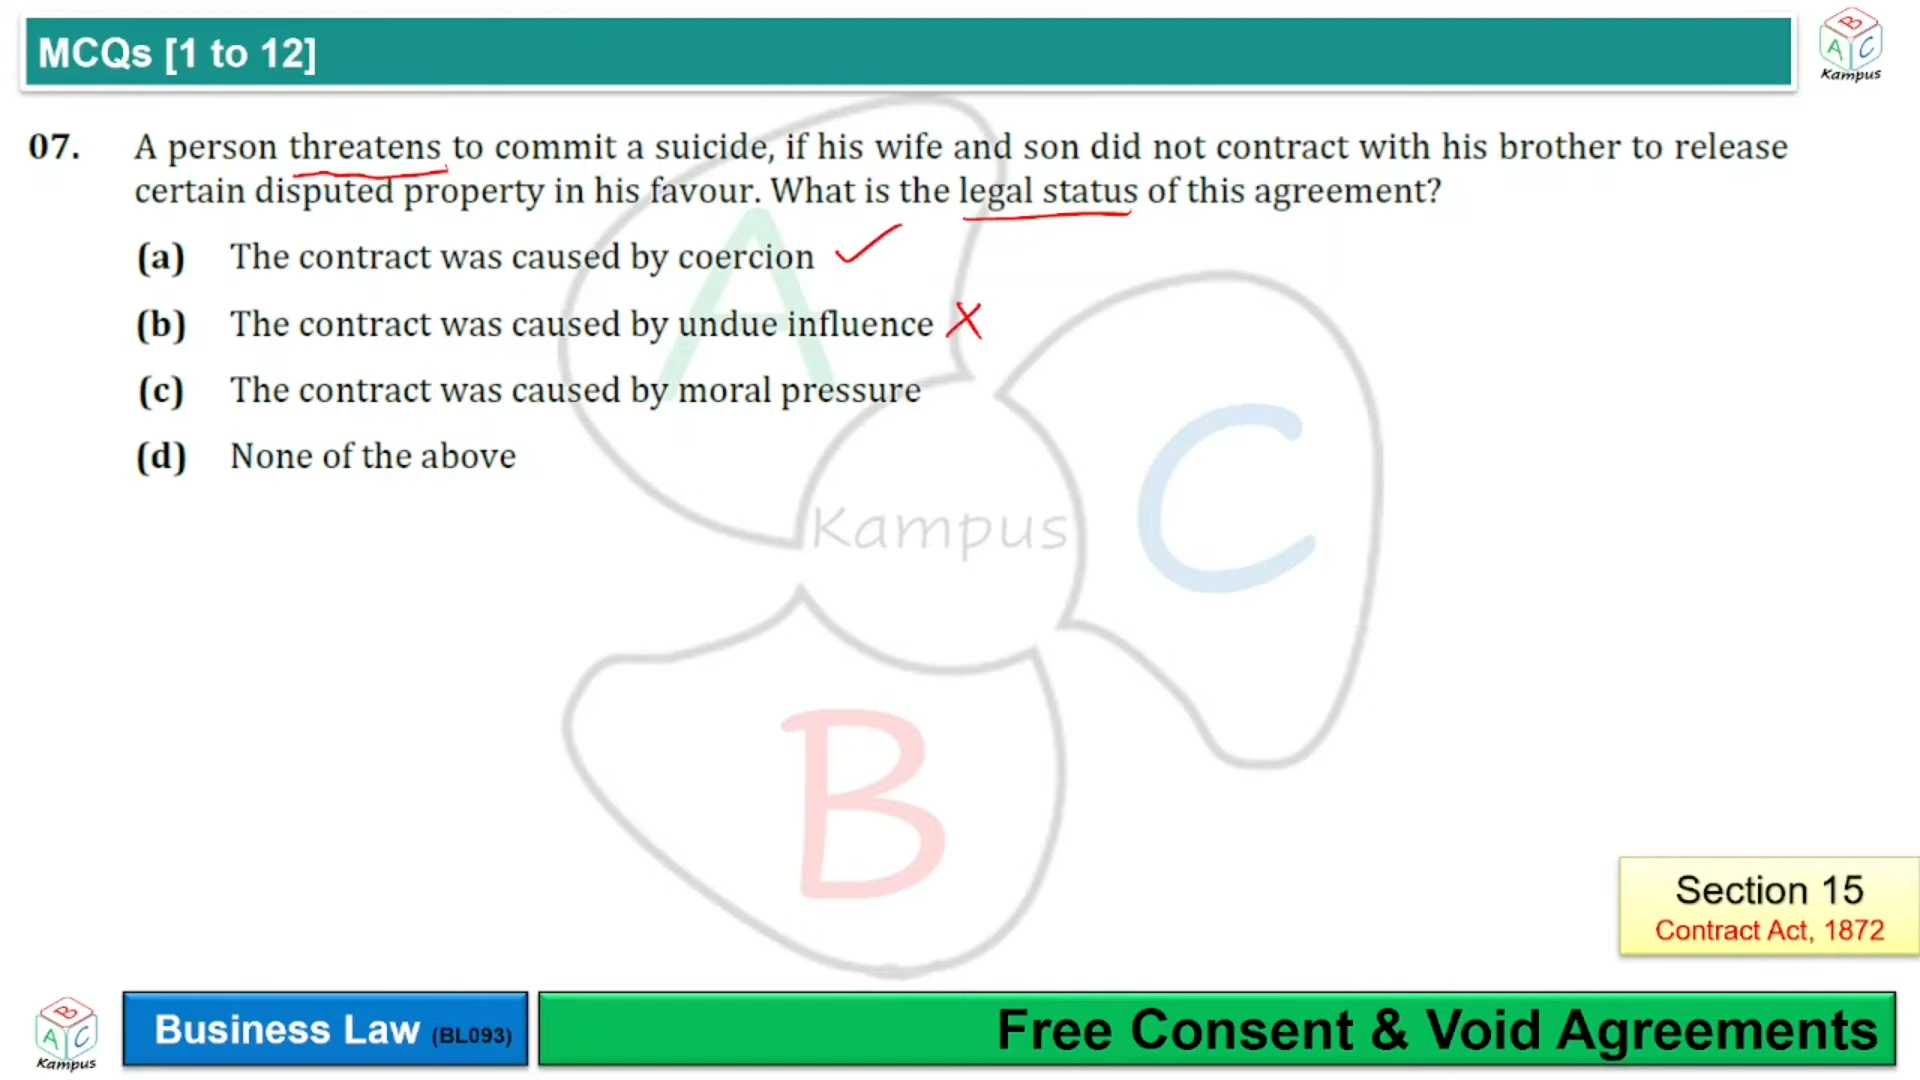 MCQs [1 to 12]
B
A C
Kampus
07. A person threatens to commit a suicide, if his wife and son did not contract with his brother to release
certain disputed property in his favour. What is the legal status of this agreement?
(a) The contract was caused by coercion
(b) The contract was caused by undue influence
(c) The contract was caused by moral pressure
(d) None of the above
A
C
Kampus
B
Section 15
Contract Act, 1872
B
A C
Kampus
Business Law (BL093)
Free Consent & Void Agreements